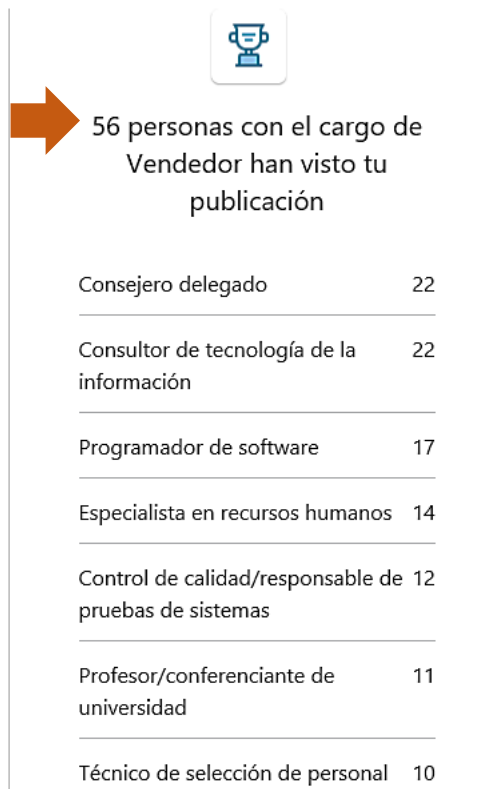 56 personas con el cargo de
Vendedor han visto tu
publicación
Consejero delegado 22
Consultor de tecnología de la 22
información
Programador de software 17
Especialista en recursos humanos 14
Control de calidad/responsable de 12
pruebas de sistemas
Profesor/conferenciante de 11
universidad
Técnico de selección de personal 10